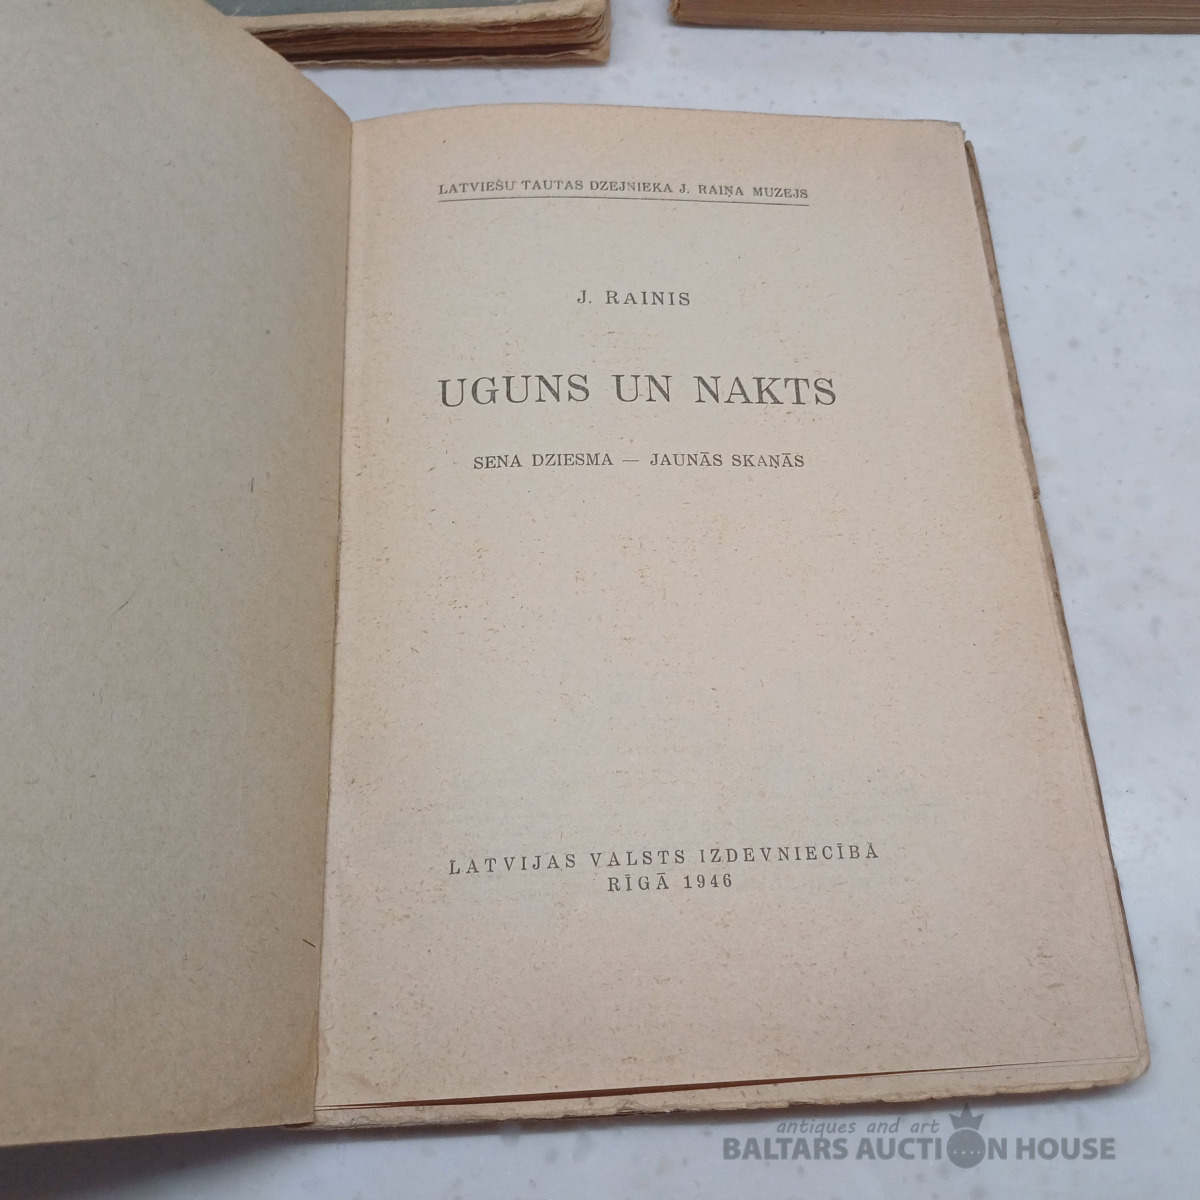 LATVIEŠU TAUTAS DZEJNIEKA J. RAIŅA MUZEJS
J. RAINIS
UGUNS UN NAKTS
SENA DZIESMA — JAUNĀS SKAŅĀS
LATVIJAS VALSTS IZDEVNIECĪBĀ
RĪGĀ 1946
antiques and art
BALTARS AUCTION HOUSE